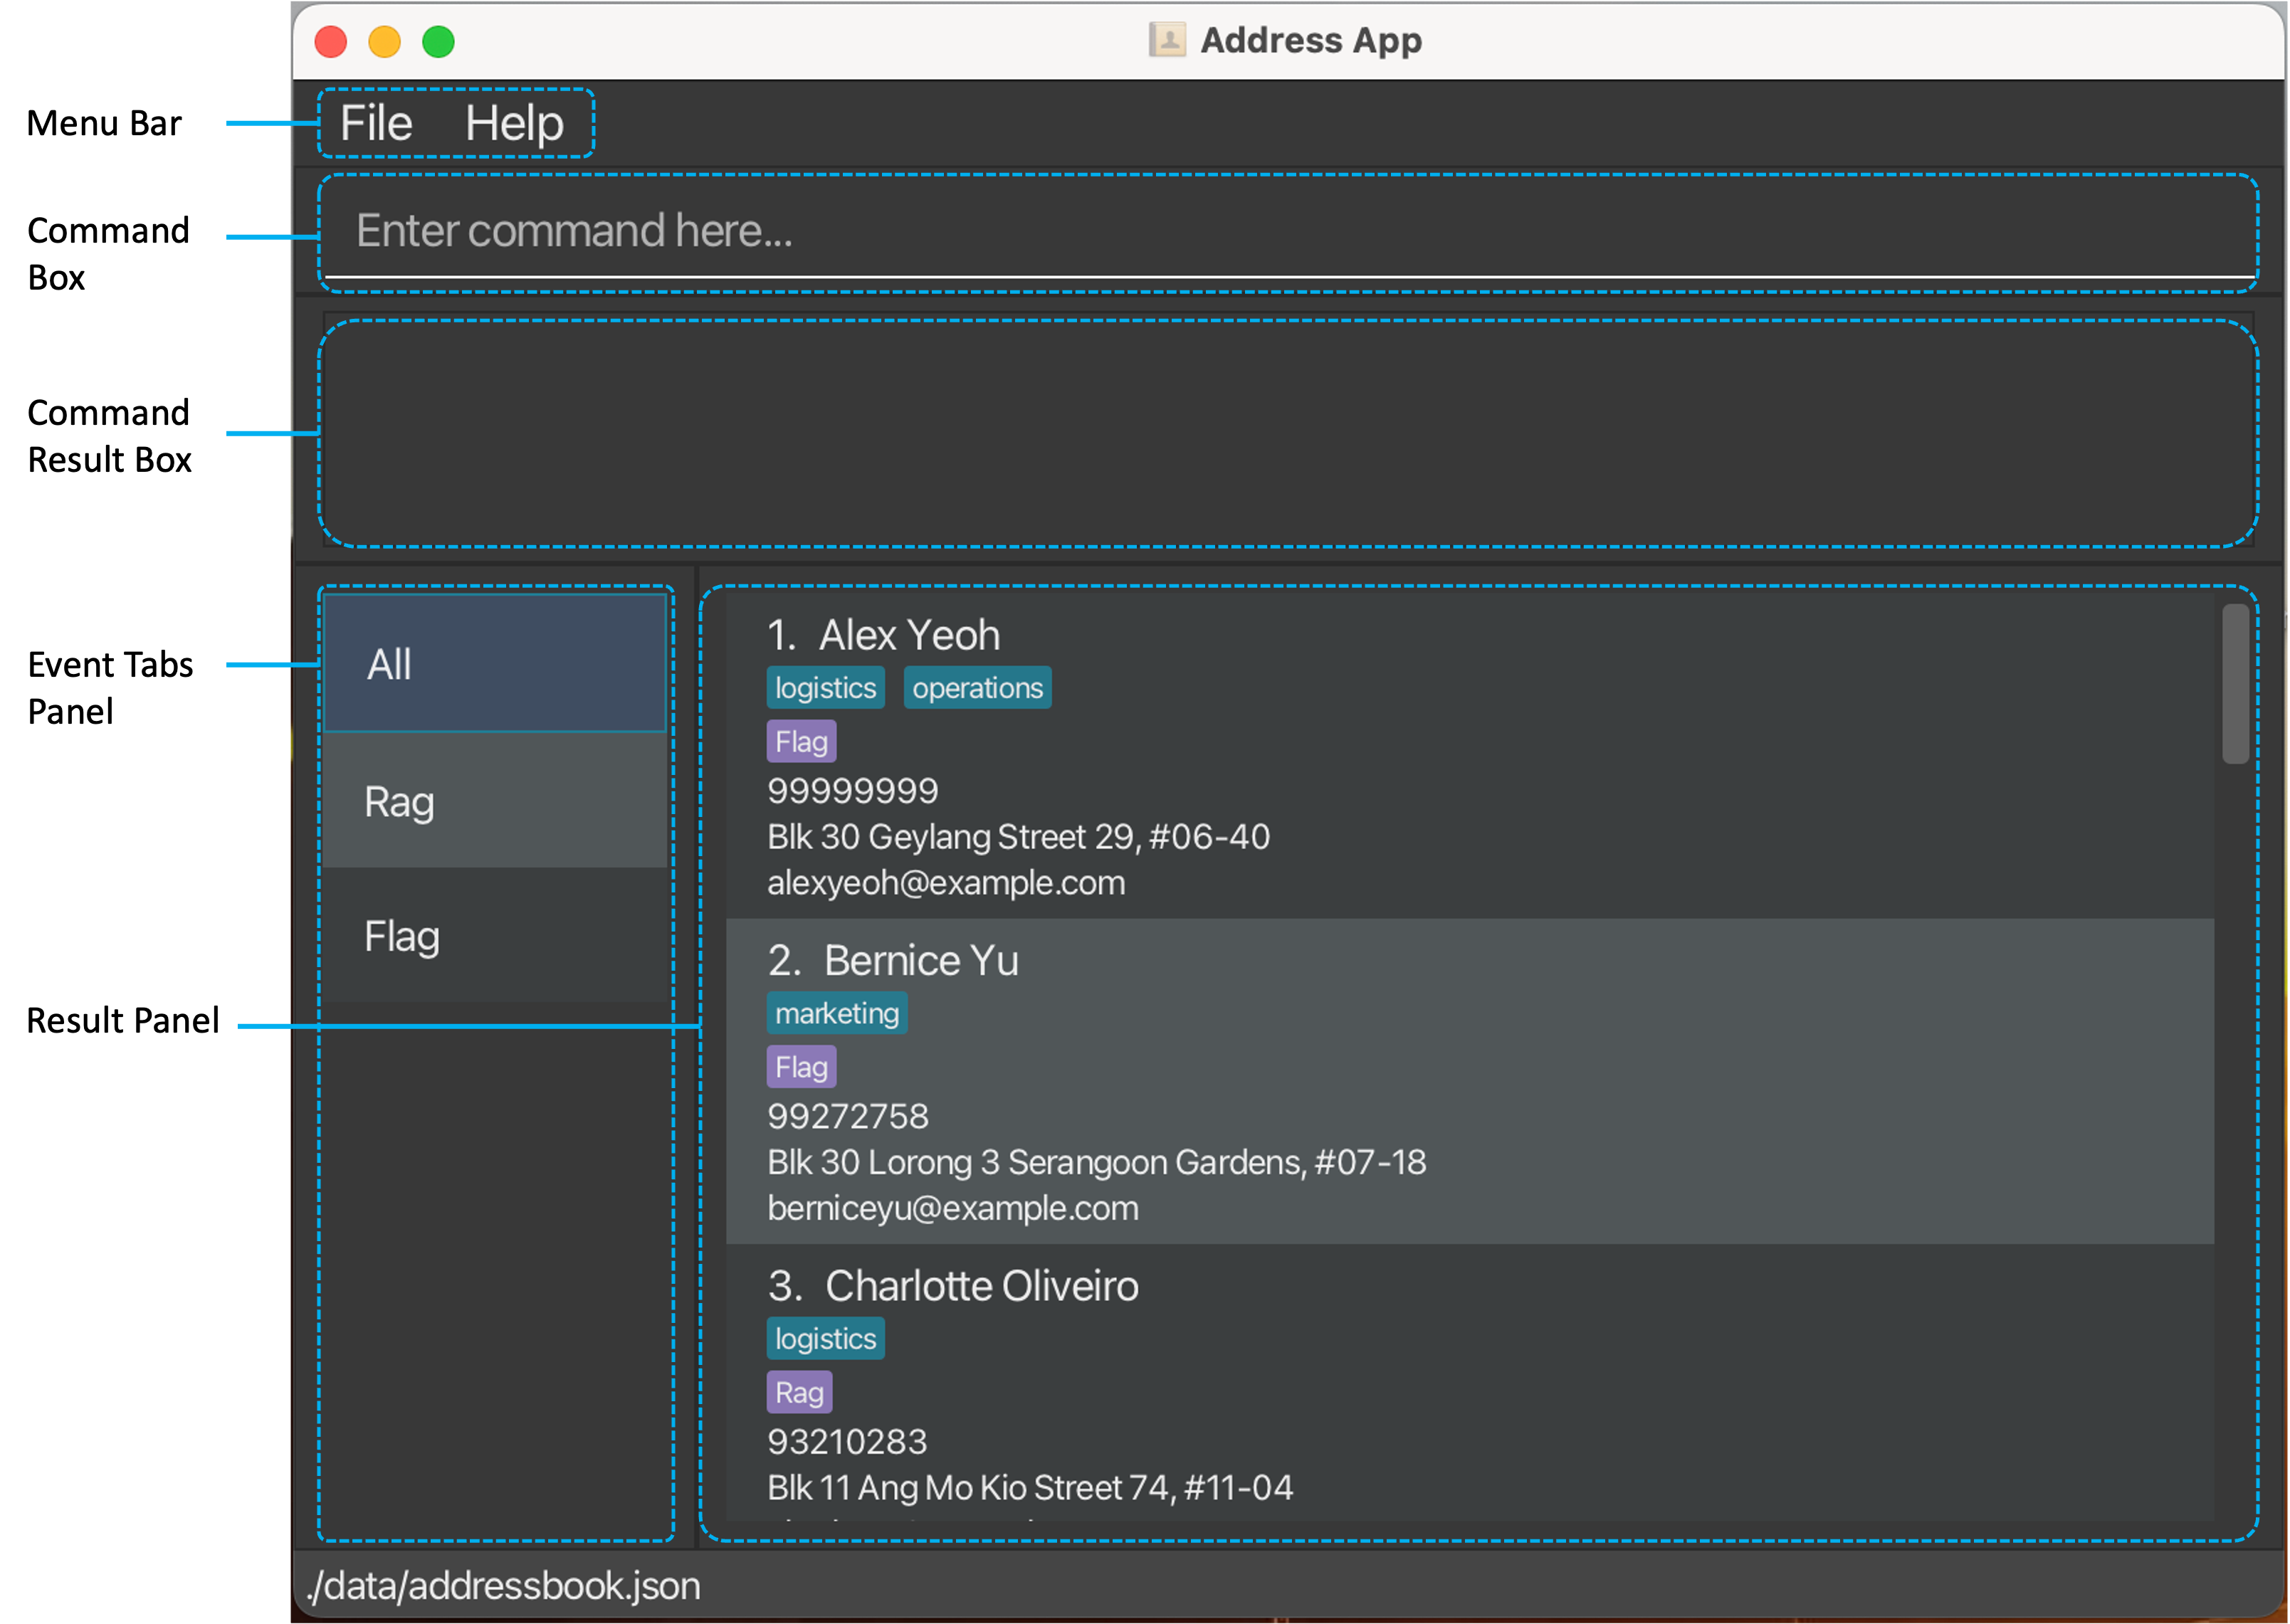 Address App
Menu Bar
File Help
Command
Box
Enter command here...
Command
Result Box
Event Tabs
Panel
All
Rag
Flag
Result Panel
1. Alex Yeoh
logistics operations
Flag
99999999
Blk 30 Geylang Street 29, #06-40
alexyeoh@example.com
2. Bernice Yu
marketing
Flag
99272758
Blk 30 Lorong 3 Serangoon Gardens, #07-18
berniceyu@example.com
3. Charlotte Oliveiro
logistics
Rag
93210283
Blk 11 Ang Mo Kio Street 74, #11-04
./data/addressbook.json